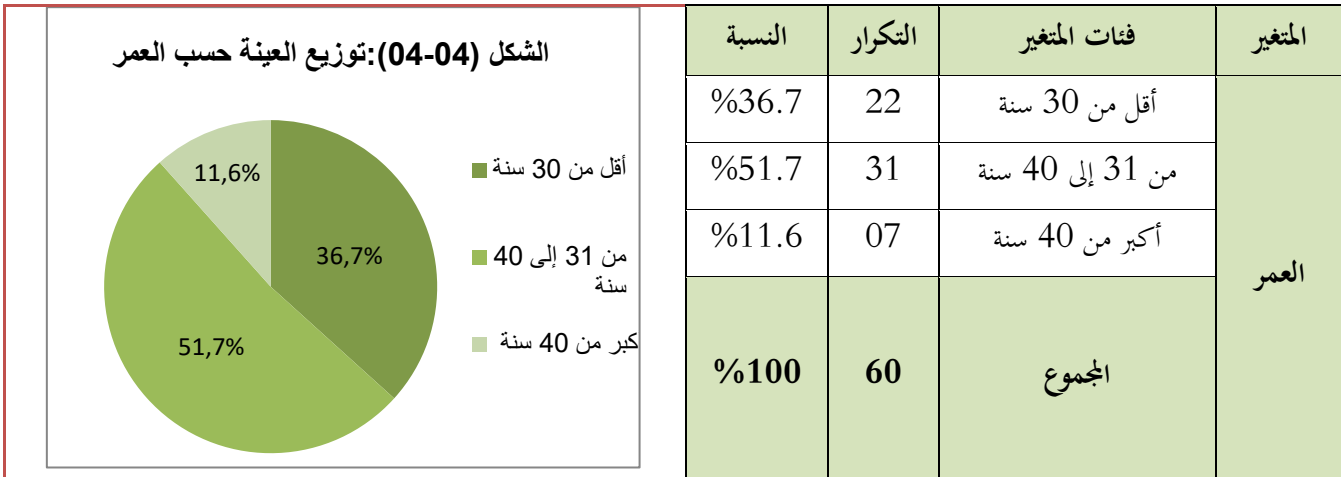 المتغير فئات المتغير التكرار النسبة
العمر
أقل من 30 سنة 22 %36.7
من 31 إلى 40 سنة 31 %51.7
أكبر من 40 سنة 07 %11.6
المجموع 60 %100
الشكل (04-04):توزيع العينة حسب العمر
أقل من 30 سنة
من 31 إلى 40
سنة
كبر من 40 سنة
11,6%
36,7%
51,7%